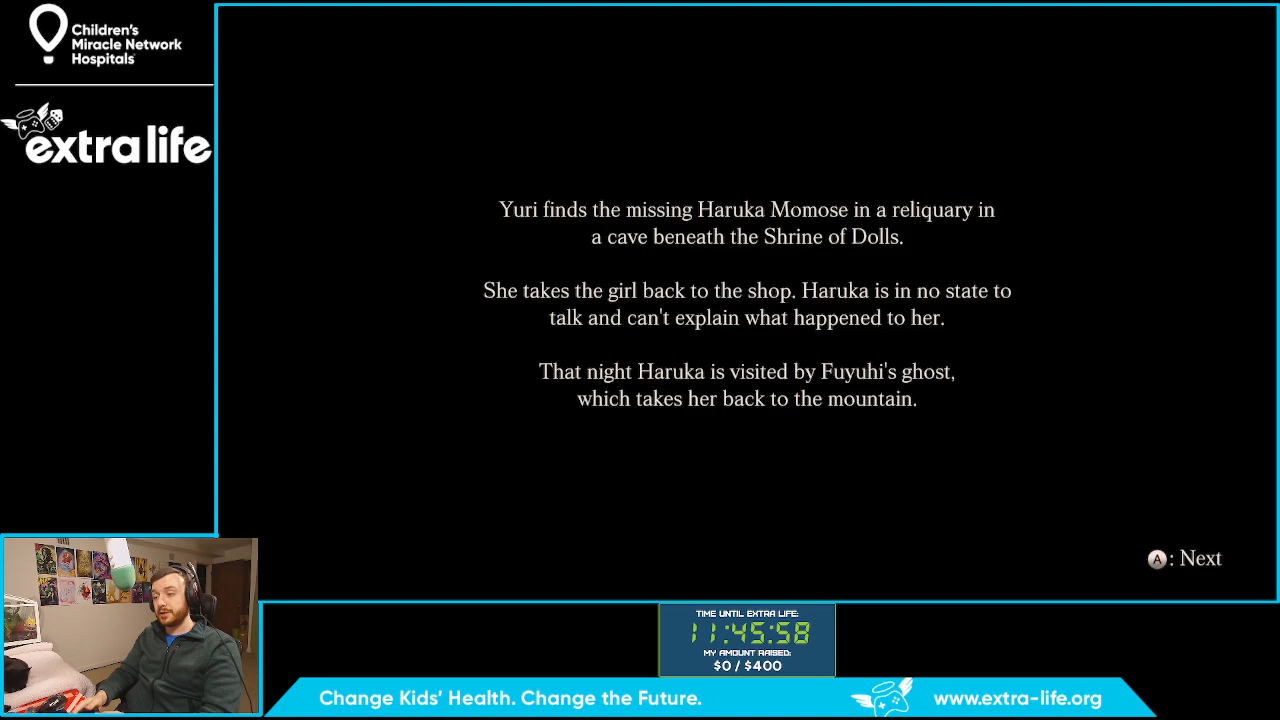 Children's
Miracle Network
Hospitals
extra life
Yuri finds the missing Haruka Momose in a reliquary in
a cave beneath the Shrine of Dolls.
She takes the girl back to the shop. Haruka is in no state to
talk and can't explain what happened to her.
That night Haruka is visited by Fuyuhi's ghost,
which takes her back to the mountain.
A: Next
TIME UNTIL EXTRA LIFE:
11:45:58
MY AMOUNT RAISED:
$0 / $400
Change Kids' Health. Change the Future.
www.extra-life.org